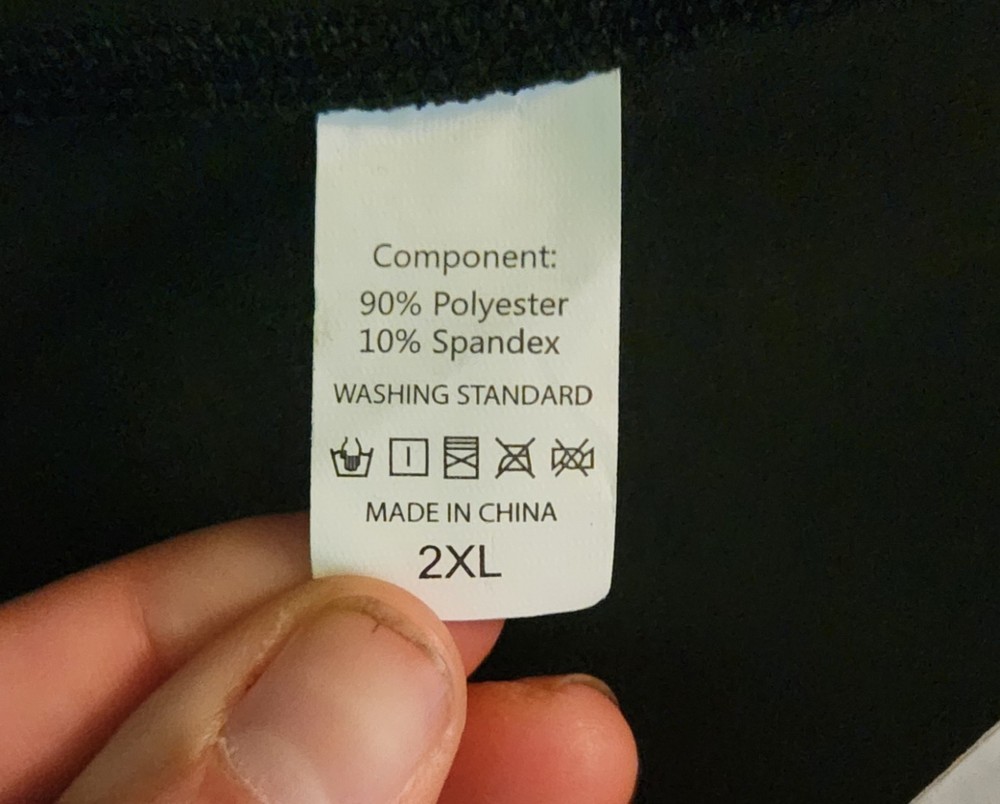 Component:
90% Polyester
10% Spandex
WASHING STANDARD
MADE IN CHINA
2XL